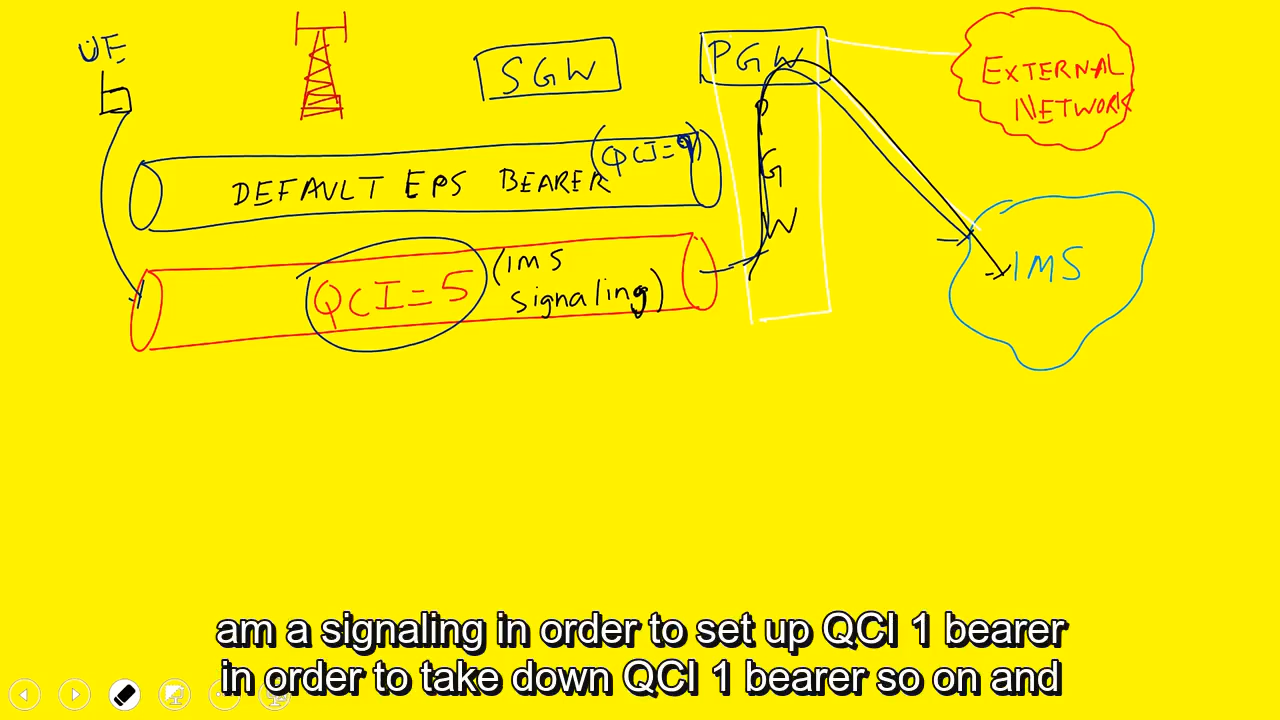 UE
SGW
PGW
EXTERNAL
NETWORK
(QCI=9)
DEFAULT EPS BEARER
PGW
QCI=5
(IMS
signaling)
IMS
am a signaling in order to set up QCI 1 bearer
in order to take down QCI 1 bearer so on and